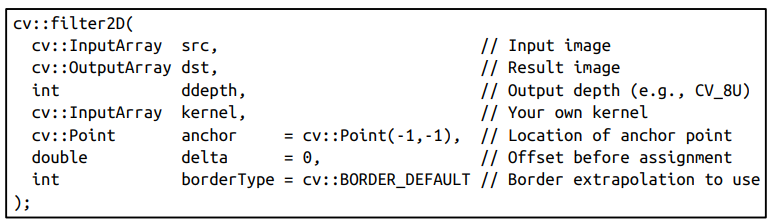 cv::filter2D(
  cv::InputArray  src,                  // Input image
  cv::OutputArray dst,                  // Result image
  int             ddepth,               // Output depth (e.g., CV_8U)
  cv::InputArray  kernel,               // Your own kernel
  cv::Point       anchor     = cv::Point(-1,-1),  // Location of anchor point
  double          delta      = 0,       // Offset before assignment
  int             borderType = cv::BORDER_DEFAULT // Border extrapolation to use
);